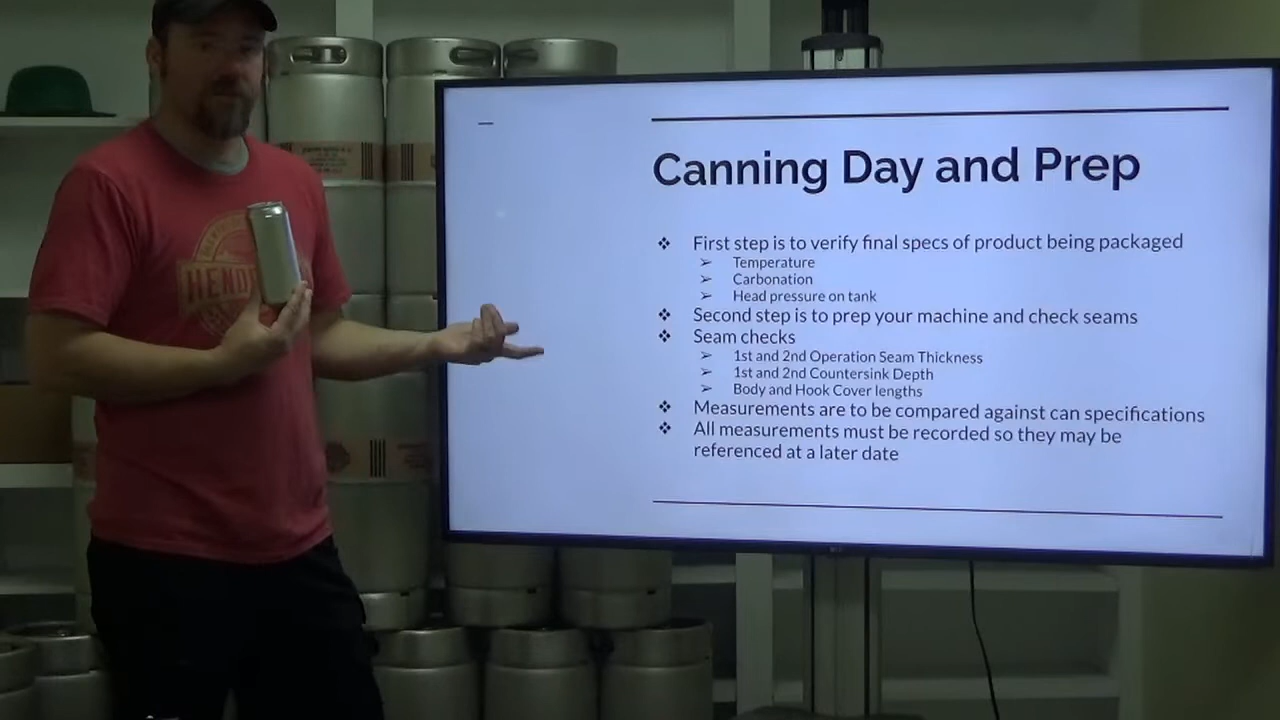 Canning Day and Prep
First step is to verify final specs of product being packaged
Temperature
Carbonation
Head pressure on tank
Second step is to prep your machine and check seams
Seam checks
1st and 2nd Operation Seam Thickness
1st and 2nd Countersink Depth
Body and Hook Cover lengths
Measurements are to be compared against can specifications
All measurements must be recorded so they may be
referenced at a later date
HEND